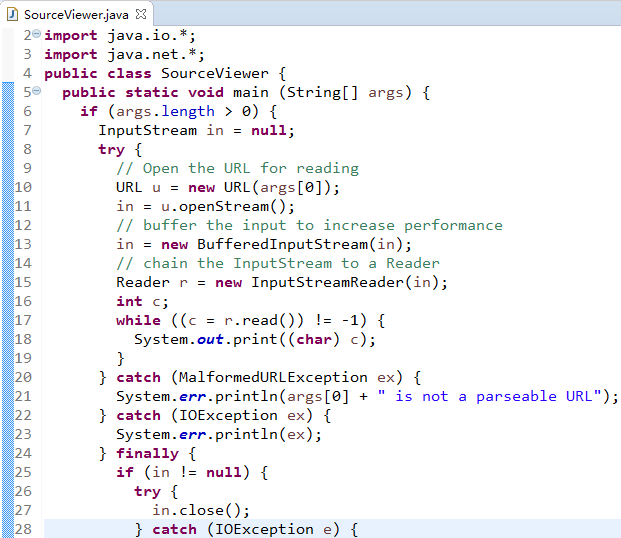 SourceViewer.java
2 import java.io.*;
3 import java.net.*;
4 public class SourceViewer {
5   public static void main (String[] args) {
6     if (args.length > 0) {
7       InputStream in = null;
8       try {
9         // Open the URL for reading
10         URL u = new URL(args[0]);
11         in = u.openStream();
12         // buffer the input to increase performance
13         in = new BufferedInputStream(in);
14         // chain the InputStream to a Reader
15         Reader r = new InputStreamReader(in);
16         int c;
17         while ((c = r.read()) != -1) {
18           System.out.print((char) c);
19         }
20       } catch (MalformedURLException ex) {
21         System.err.println(args[0] + " is not a parseable URL");
22       } catch (IOException ex) {
23         System.err.println(ex);
24       } finally {
25         if (in != null) {
26           try {
27             in.close();
28           } catch (IOException e) {